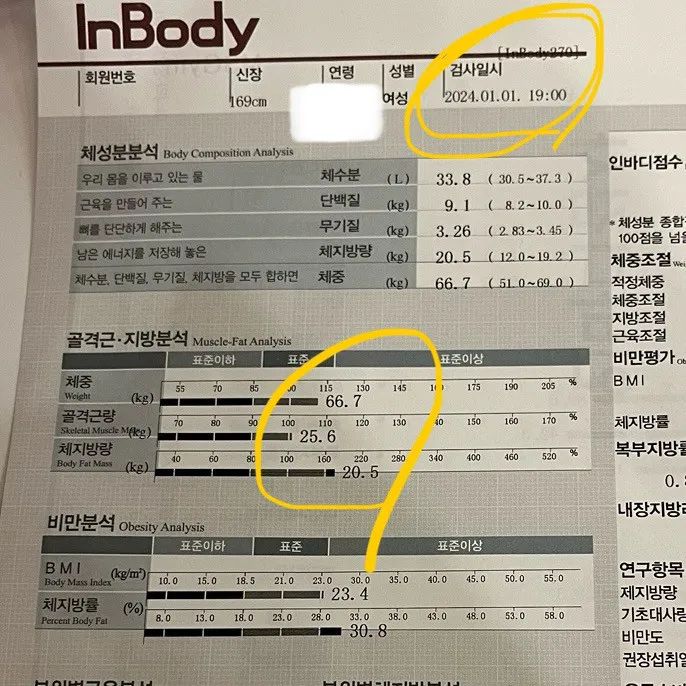 InBody
[InBody270]
회원번호 신장 연령 성별 검사일시
169cm 여성 2024.01.01. 19:00
체성분분석 Body Composition Analysis
우리 몸을 이루고 있는 물 체수분 (L) 33.8 ( 30.5~37.3 )
근육을 만들어 주는 단백질 (kg) 9.1 ( 8.2~10.0 )
뼈를 단단하게 해주는 무기질 (kg) 3.26 ( 2.83~3.45 )
남은 에너지를 저장해 놓은 체지방량 (kg) 20.5 ( 12.0~19.2 )
체수분, 단백질, 무기질, 체지방을 모두 합하면 체중 (kg) 66.7 ( 51.0~69.0 )
골격근·지방분석 Muscle-Fat Analysis
표준이하 표준 표준이상
체중 55 70 85 100 115 130 145 160 175 190 205 %
Weight (kg) 66.7
골격근량 70 80 90 100 110 120 130 140 150 160 170 %
Skeletal Muscle (kg) 25.6
체지방량 40 60 80 100 160 220 280 340 400 460 520 %
Body Fat Mass (kg) 20.5
비만분석 Obesity Analysis
표준이하 표준 표준이상
BMI (kg/m²) 10.0 15.0 18.5 21.0 23.0 30.0 35.0 40.0 45.0 50.0 55.0
Body Mass Index 23.4
체지방률 (%) 8.0 13.0 18.0 23.0 28.0 33.0 38.0 43.0 48.0 53.0 58.0
Percent Body Fat 30.8
인바디점수
* 체성분 종합
100점을 넘을
체중조절
적정체중
체중조절
지방조절
근육조절
비만평가
BMI
체지방률
복부지방률
0.8
내장지방
연구항목
제지방량
기초대사량
비만도
권장섭취열